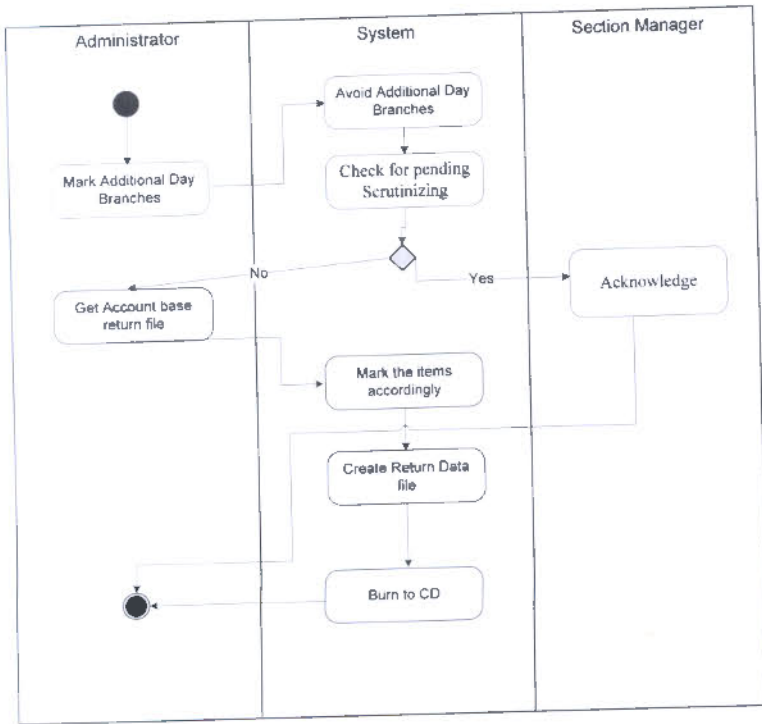 Administrator
System
Section Manager
Avoid Additional Day
Branches
Mark Additional Day
Branches
Check for pending
Scrutinizing
No
Yes
Get Account base
return file
Acknowledge
Mark the items
accordingly
Create Return Data
file
Burn to CD